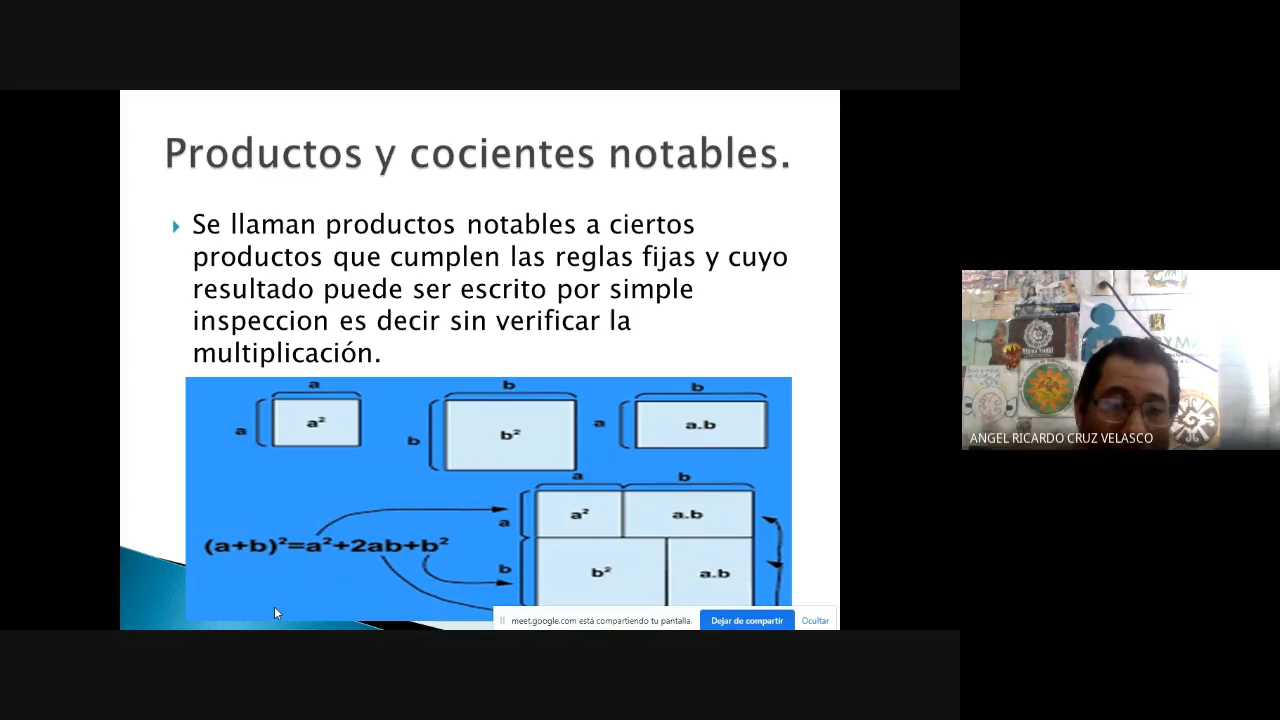 Productos y cocientes notables.
Se llaman productos notables a ciertos
productos que cumplen las reglas fijas y cuyo
resultado puede ser escrito por simple
inspeccion es decir sin verificar la
multiplicación.
a
b
b
a
a²
b
b²
a
a.b
a
b
a
a²
a.b
(a+b)²=a²+2ab+b²
b
b²
a.b
meet.google.com está compartiendo tu pantalla.
Dejar de compartir
Ocultar
ANGEL RICARDO CRUZ VELASCO